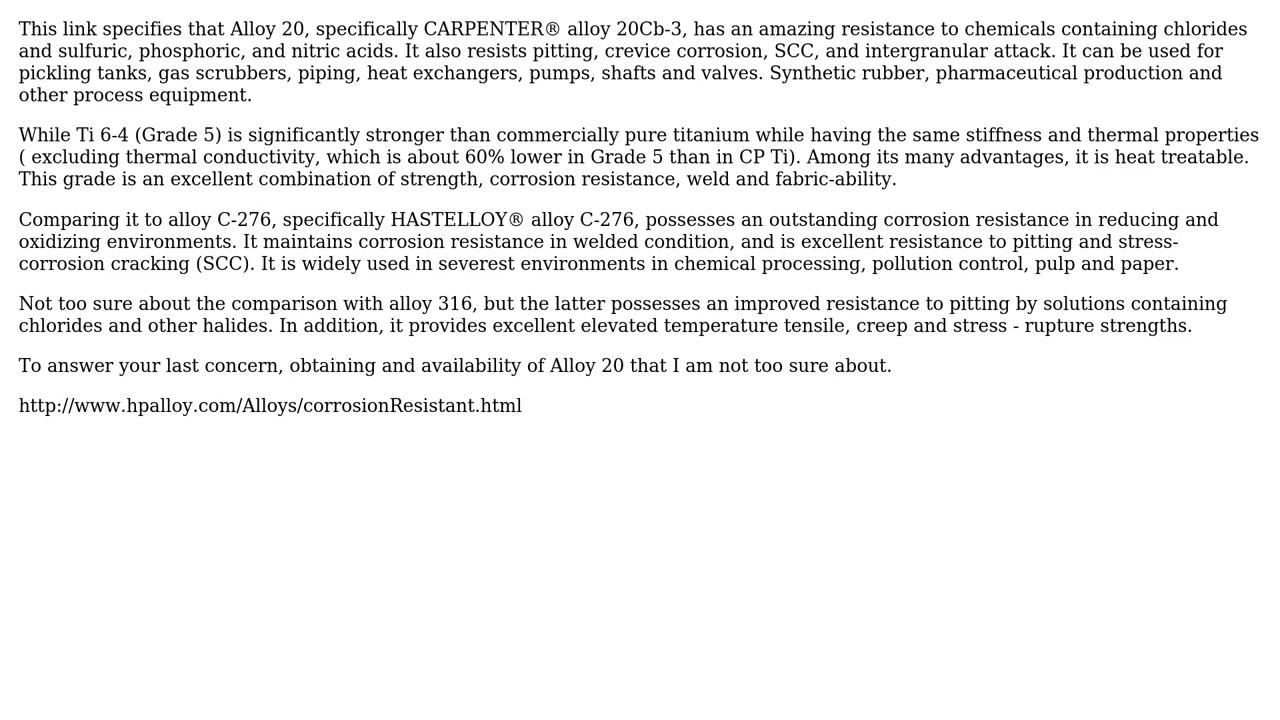 This link specifies that Alloy 20, specifically CARPENTER® alloy 20Cb-3, has an amazing resistance to chemicals containing chlorides
and sulfuric, phosphoric, and nitric acids. It also resists pitting, crevice corrosion, SCC, and intergranular attack. It can be used for
pickling tanks, gas scrubbers, piping, heat exchangers, pumps, shafts and valves. Synthetic rubber, pharmaceutical production and
other process equipment.
While Ti 6-4 (Grade 5) is significantly stronger than commercially pure titanium while having the same stiffness and thermal properties
( excluding thermal conductivity, which is about 60% lower in Grade 5 than in CP Ti). Among its many advantages, it is heat treatable.
This grade is an excellent combination of strength, corrosion resistance, weld and fabric-ability.
Comparing it to alloy C-276, specifically HASTELLOY® alloy C-276, possesses an outstanding corrosion resistance in reducing and
oxidizing environments. It maintains corrosion resistance in welded condition, and is excellent resistance to pitting and stress-
corrosion cracking (SCC). It is widely used in severest environments in chemical processing, pollution control, pulp and paper.
Not too sure about the comparison with alloy 316, but the latter possesses an improved resistance to pitting by solutions containing
chlorides and other halides. In addition, it provides excellent elevated temperature tensile, creep and stress - rupture strengths.
To answer your last concern, obtaining and availability of Alloy 20 that I am not too sure about.
http://www.hpalloy.com/Alloys/corrosionResistant.html